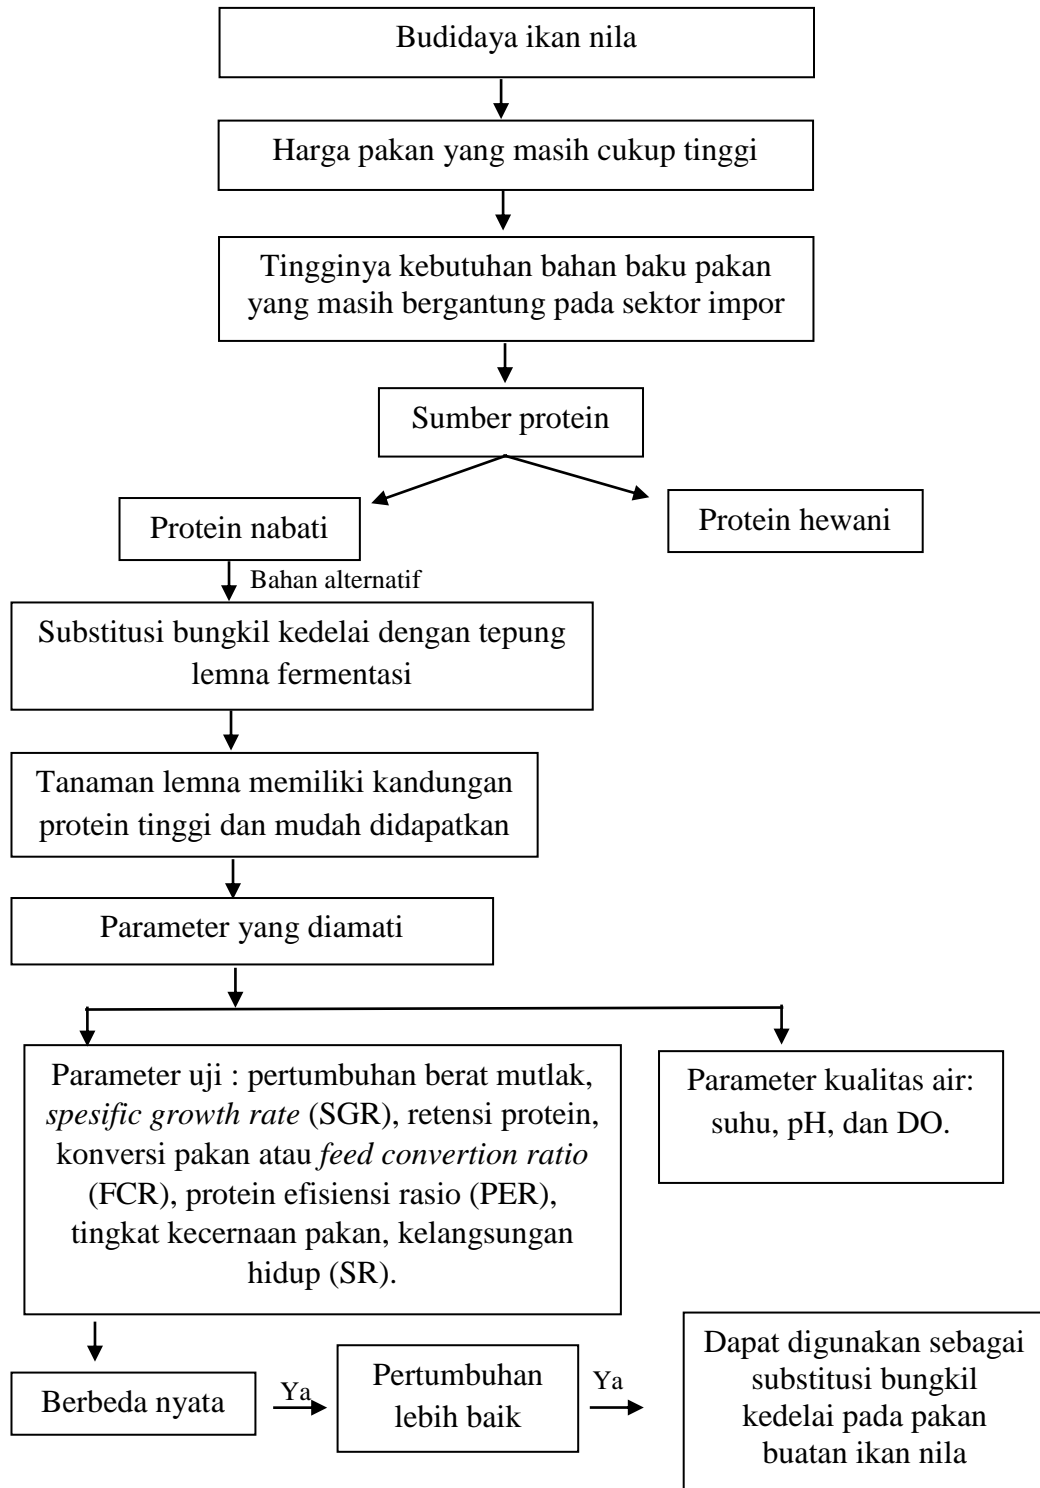 Budidaya ikan nila
Harga pakan yang masih cukup tinggi
Tingginya kebutuhan bahan baku pakan
yang masih bergantung pada sektor impor
Sumber protein
Protein nabati
Protein hewani
Bahan alternatif
Substitusi bungkil kedelai dengan tepung
lemna fermentasi
Tanaman lemna memiliki kandungan
protein tinggi dan mudah didapatkan
Parameter yang diamati
Parameter uji : pertumbuhan berat mutlak,
spesific growth rate (SGR), retensi protein,
konversi pakan atau feed convertion ratio
(FCR), protein efisiensi rasio (PER),
tingkat kecernaan pakan, kelangsungan
hidup (SR).
Parameter kualitas air:
suhu, pH, dan DO.
Berbeda nyata
Ya
Pertumbuhan
lebih baik
Ya
Dapat digunakan sebagai
substitusi bungkil
kedelai pada pakan
buatan ikan nila